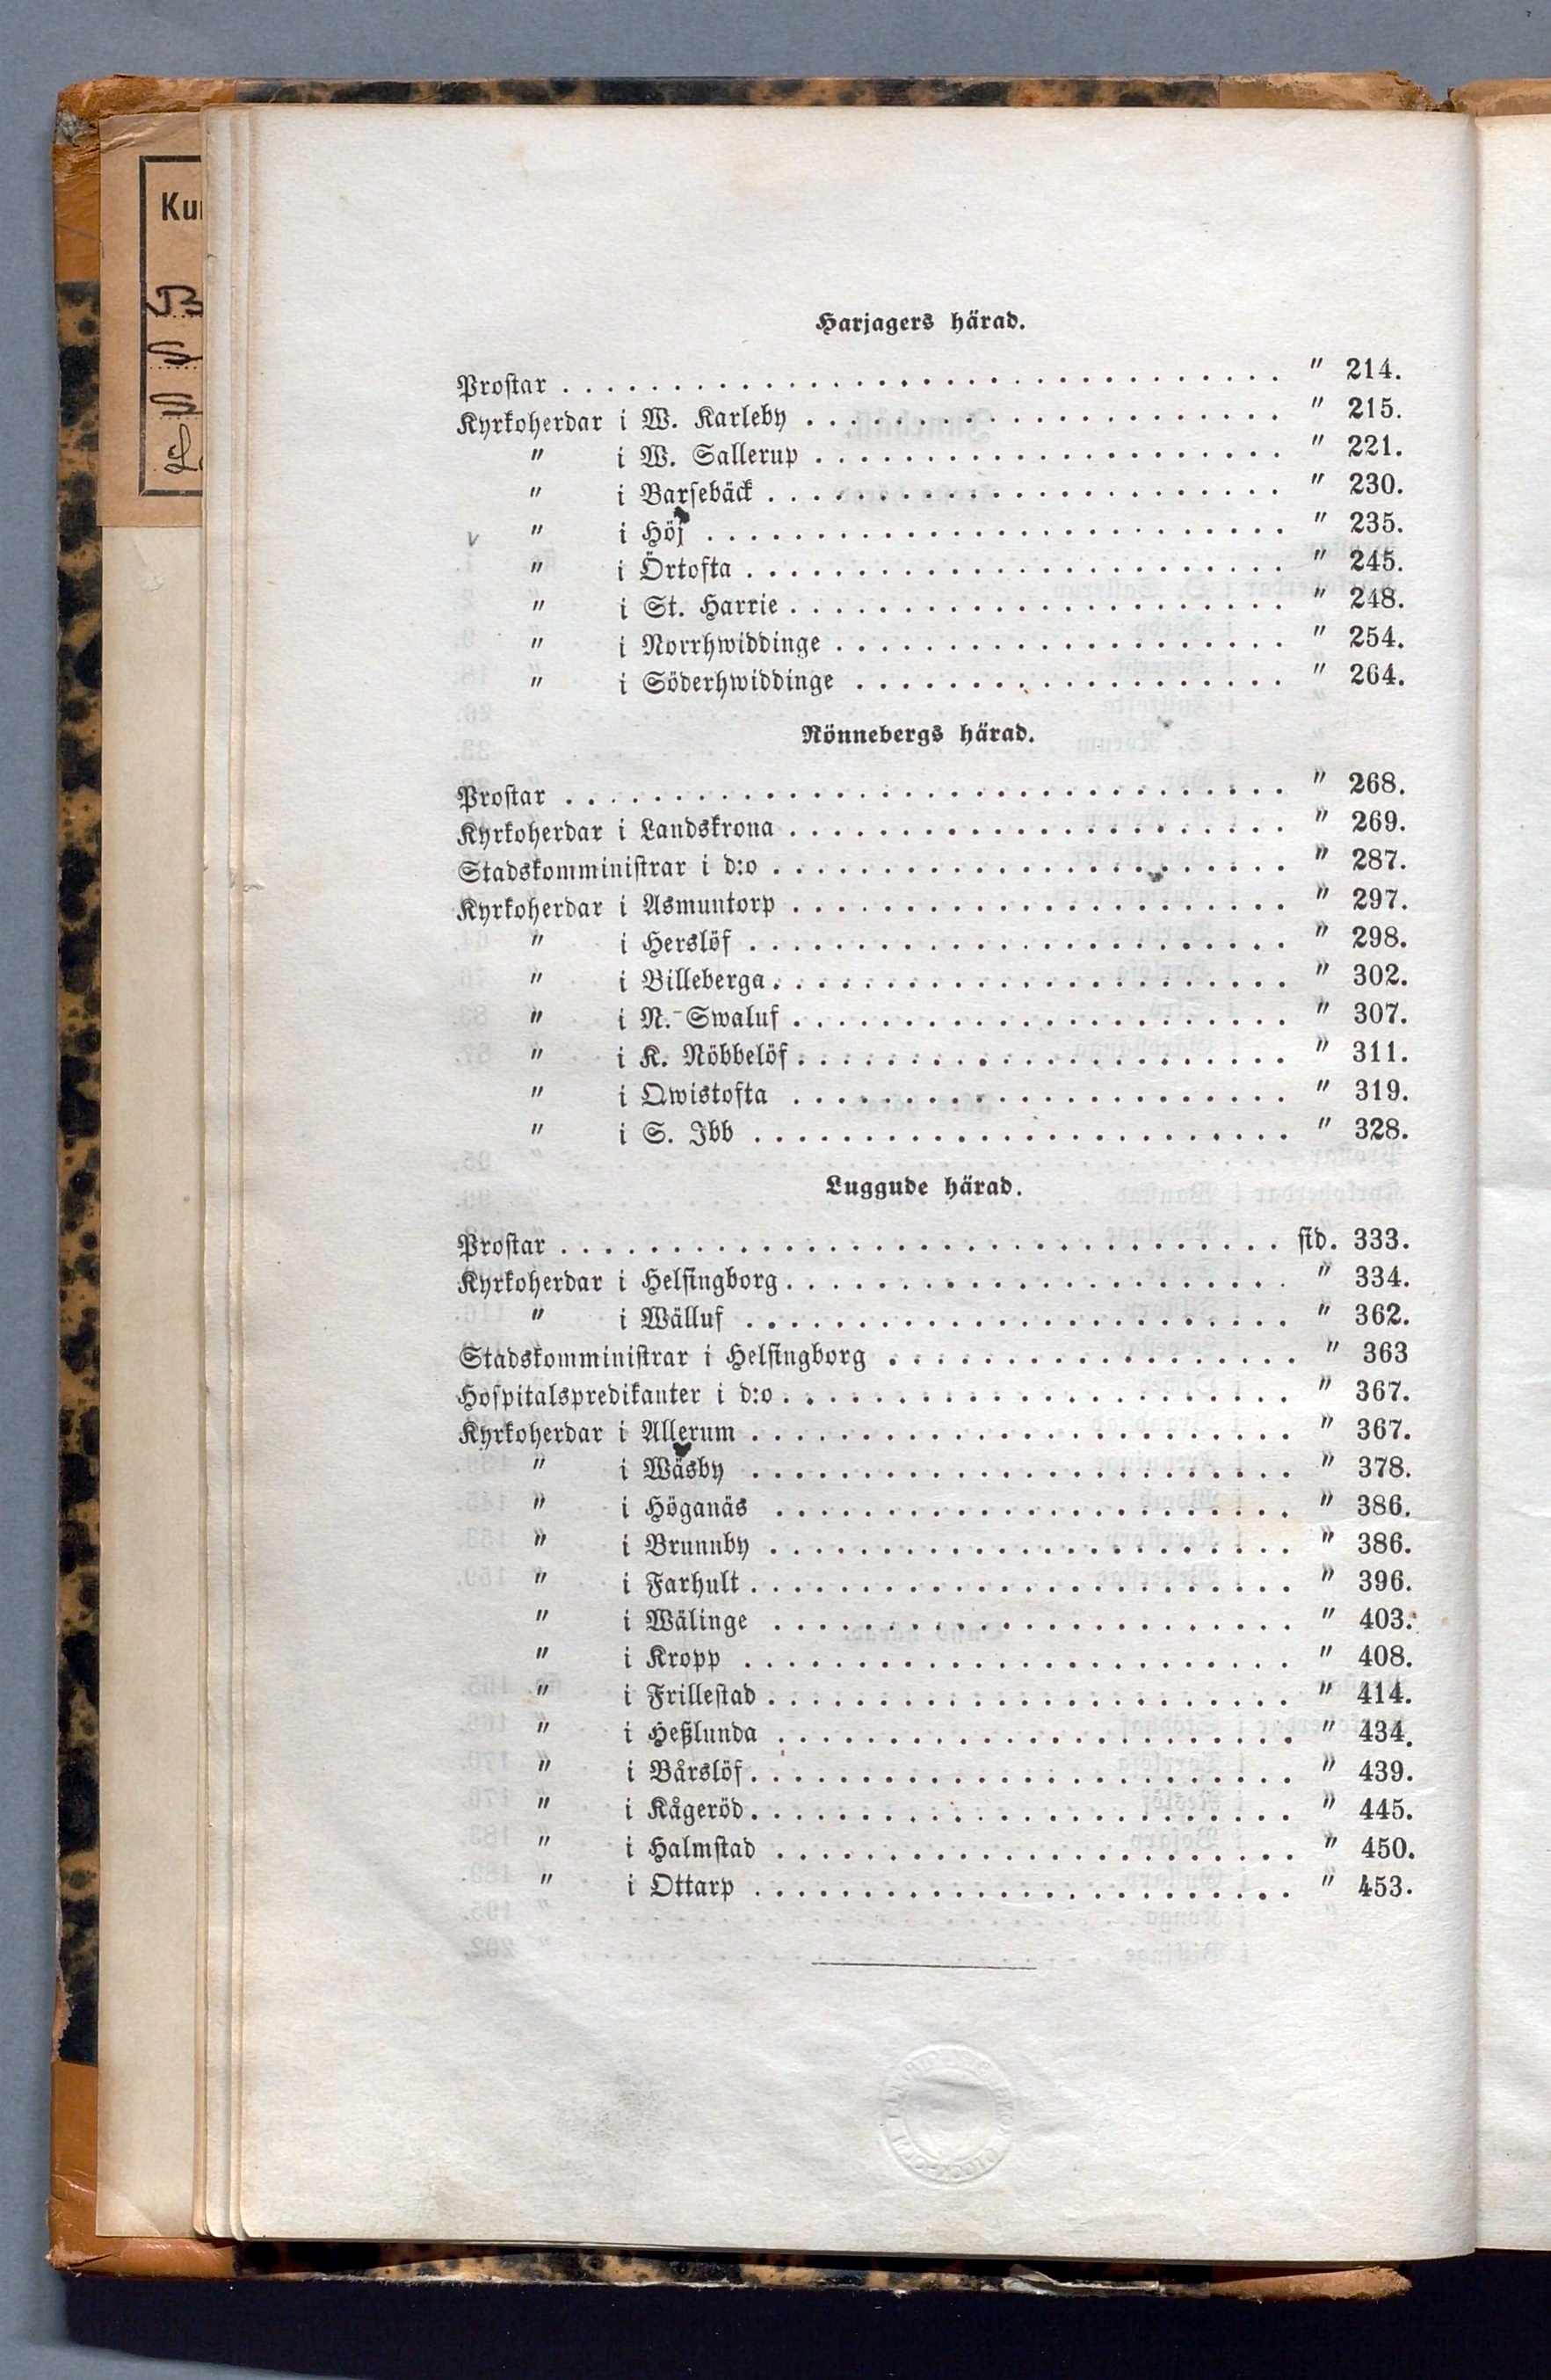 Harjagers härad.
Prostar . . . . . . . . . . . . . . . . . . . . . . . . . . . . . . . . . " 214.
Kyrkoherdar i W. Karleby . . . . . . . . . . . . . . . . . . . . . . " 215.
" i W. Sallerup . . . . . . . . . . . . . . . . . . . . . " 221.
" i Barsebäck . . . . . . . . . . . . . . . . . . . . . . . . " 230.
v " i Höj . . . . . . . . . . . . . . . . . . . . . . . . . . . " 235.
" i Örtofta . . . . . . . . . . . . . . . . . . . . . . . . . " 245.
" i St. Harrie . . . . . . . . . . . . . . . . . . . . . . . " 248.
" i Norrhwiddinge . . . . . . . . . . . . . . . . . . . . " 254.
" i Söderhwiddinge . . . . . . . . . . . . . . . . . . . . " 264.
Rönnebergs härad.
Prostar . . . . . . . . . . . . . . . . . . . . . . . . . . . . . . . . . " 268.
Kyrkoherdar i Landskrona . . . . . . . . . . . . . . . . . . . . . . . " 269.
Stadskomministrar i d:o . . . . . . . . . . . . . . . . . . . . . . . . " 287.
Kyrkoherdar i Asmuntorp . . . . . . . . . . . . . . . . . . . . . . . " 297.
" i Herslöf . . . . . . . . . . . . . . . . . . . . . . . . . " 298.
" i Billeberga . . . . . . . . . . . . . . . . . . . . . . . . " 302.
" i N. Swaluf . . . . . . . . . . . . . . . . . . . . . . . " 307.
" i K. Nöbbelöf . . . . . . . . . . . . . . . . . . . . . . " 311.
" i Qwistofta . . . . . . . . . . . . . . . . . . . . . . . " 319.
" i S. Ibb . . . . . . . . . . . . . . . . . . . . . . . . . " 328.
Luggude härad.
Prostar . . . . . . . . . . . . . . . . . . . . . . . . . . . . . . . . . sid. 333.
Kyrkoherdar i Helsingborg . . . . . . . . . . . . . . . . . . . . . . . " 334.
" i Wälluf . . . . . . . . . . . . . . . . . . . . . . . . . " 362.
Stadskomministrar i Helsingborg . . . . . . . . . . . . . . . . . . . " 363
Hospitalspredikanter i d:o . . . . . . . . . . . . . . . . . . . . . . . " 367.
Kyrkoherdar i Allerum . . . . . . . . . . . . . . . . . . . . . . . . . " 367.
" i Wäsby . . . . . . . . . . . . . . . . . . . . . . . . . " 378.
" i Höganäs . . . . . . . . . . . . . . . . . . . . . . . . " 386.
" i Brunnby . . . . . . . . . . . . . . . . . . . . . . . . " 386.
" i Farhult . . . . . . . . . . . . . . . . . . . . . . . . . " 396.
" i Wälinge . . . . . . . . . . . . . . . . . . . . . . . . " 403.
" i Kropp . . . . . . . . . . . . . . . . . . . . . . . . . " 408.
" i Frillestad . . . . . . . . . . . . . . . . . . . . . . . . " 414.
" i Heßlunda . . . . . . . . . . . . . . . . . . . . . . . . " 434.
" i Bårslöf . . . . . . . . . . . . . . . . . . . . . . . . . " 439.
" i Kågeröd . . . . . . . . . . . . . . . . . . . . . . . . . " 445.
" i Halmstad . . . . . . . . . . . . . . . . . . . . . . . . " 450.
" i Ottarp . . . . . . . . . . . . . . . . . . . . . . . . . " 453.